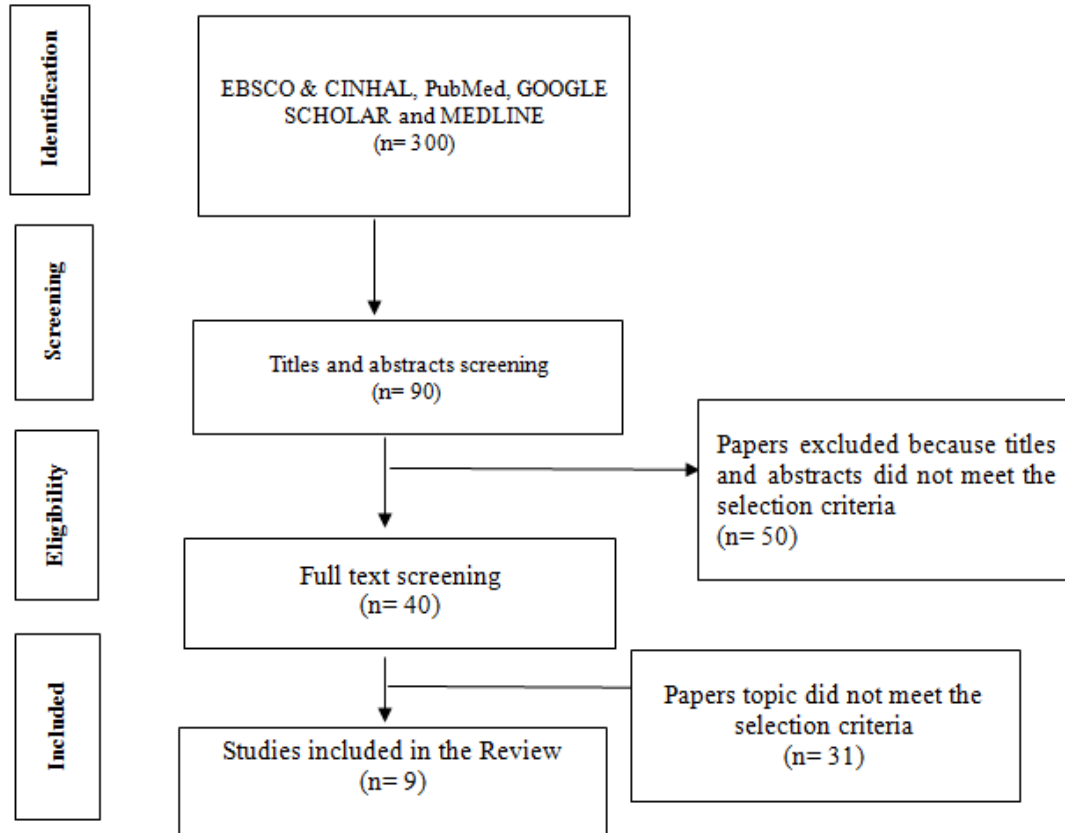 Identification
EBSCO & CINHAL, PubMed, GOOGLE
SCHOLAR and MEDLINE
(n= 300)
Screening
Titles and abstracts screening
(n= 90)
Papers excluded because titles
and abstracts did not meet the
selection criteria
(n= 50)
Eligibility
Full text screening
(n= 40)
Papers topic did not meet the
selection criteria
(n= 31)
Included
Studies included in the Review
(n= 9)